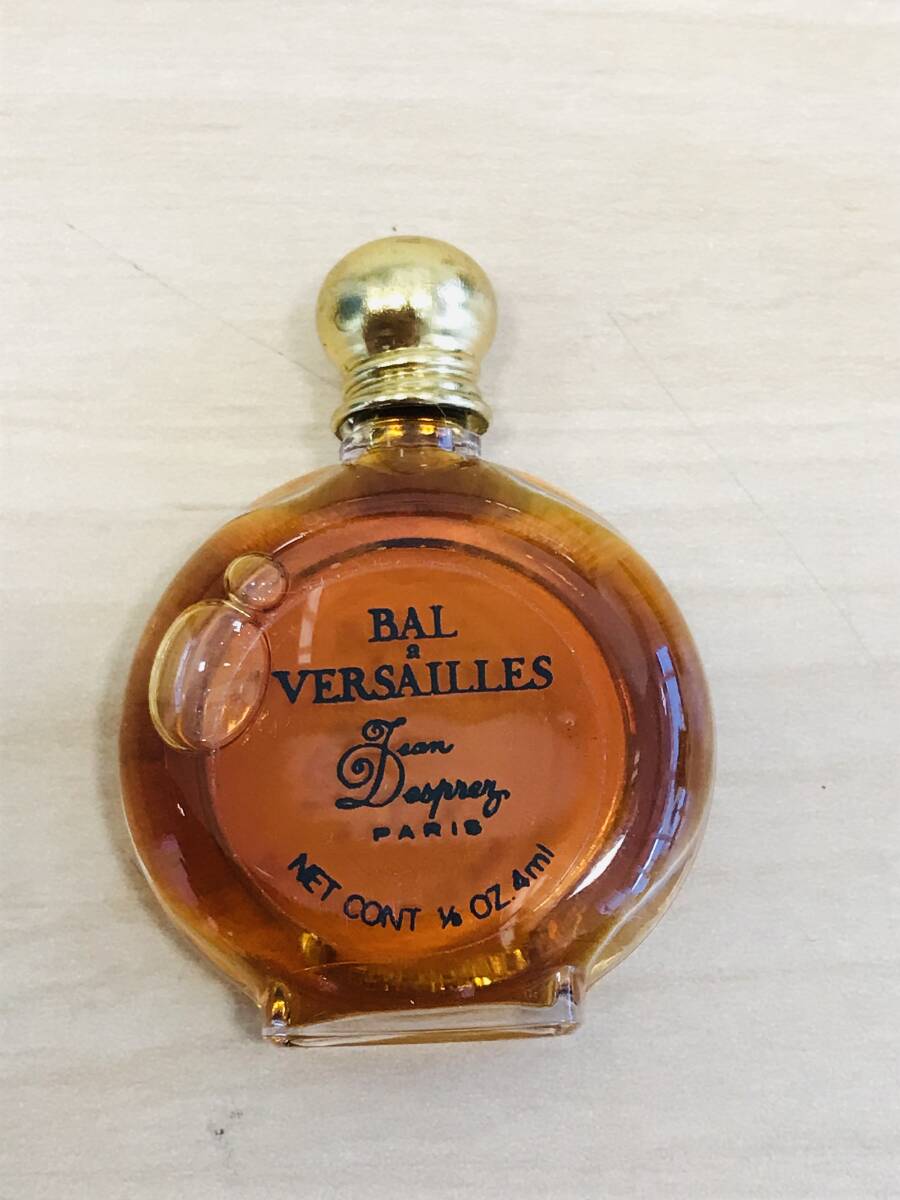 BAL
a
VERSAILLES
Jean
Desprez
PARIS
NET CONT ⅛ OZ. 4ml